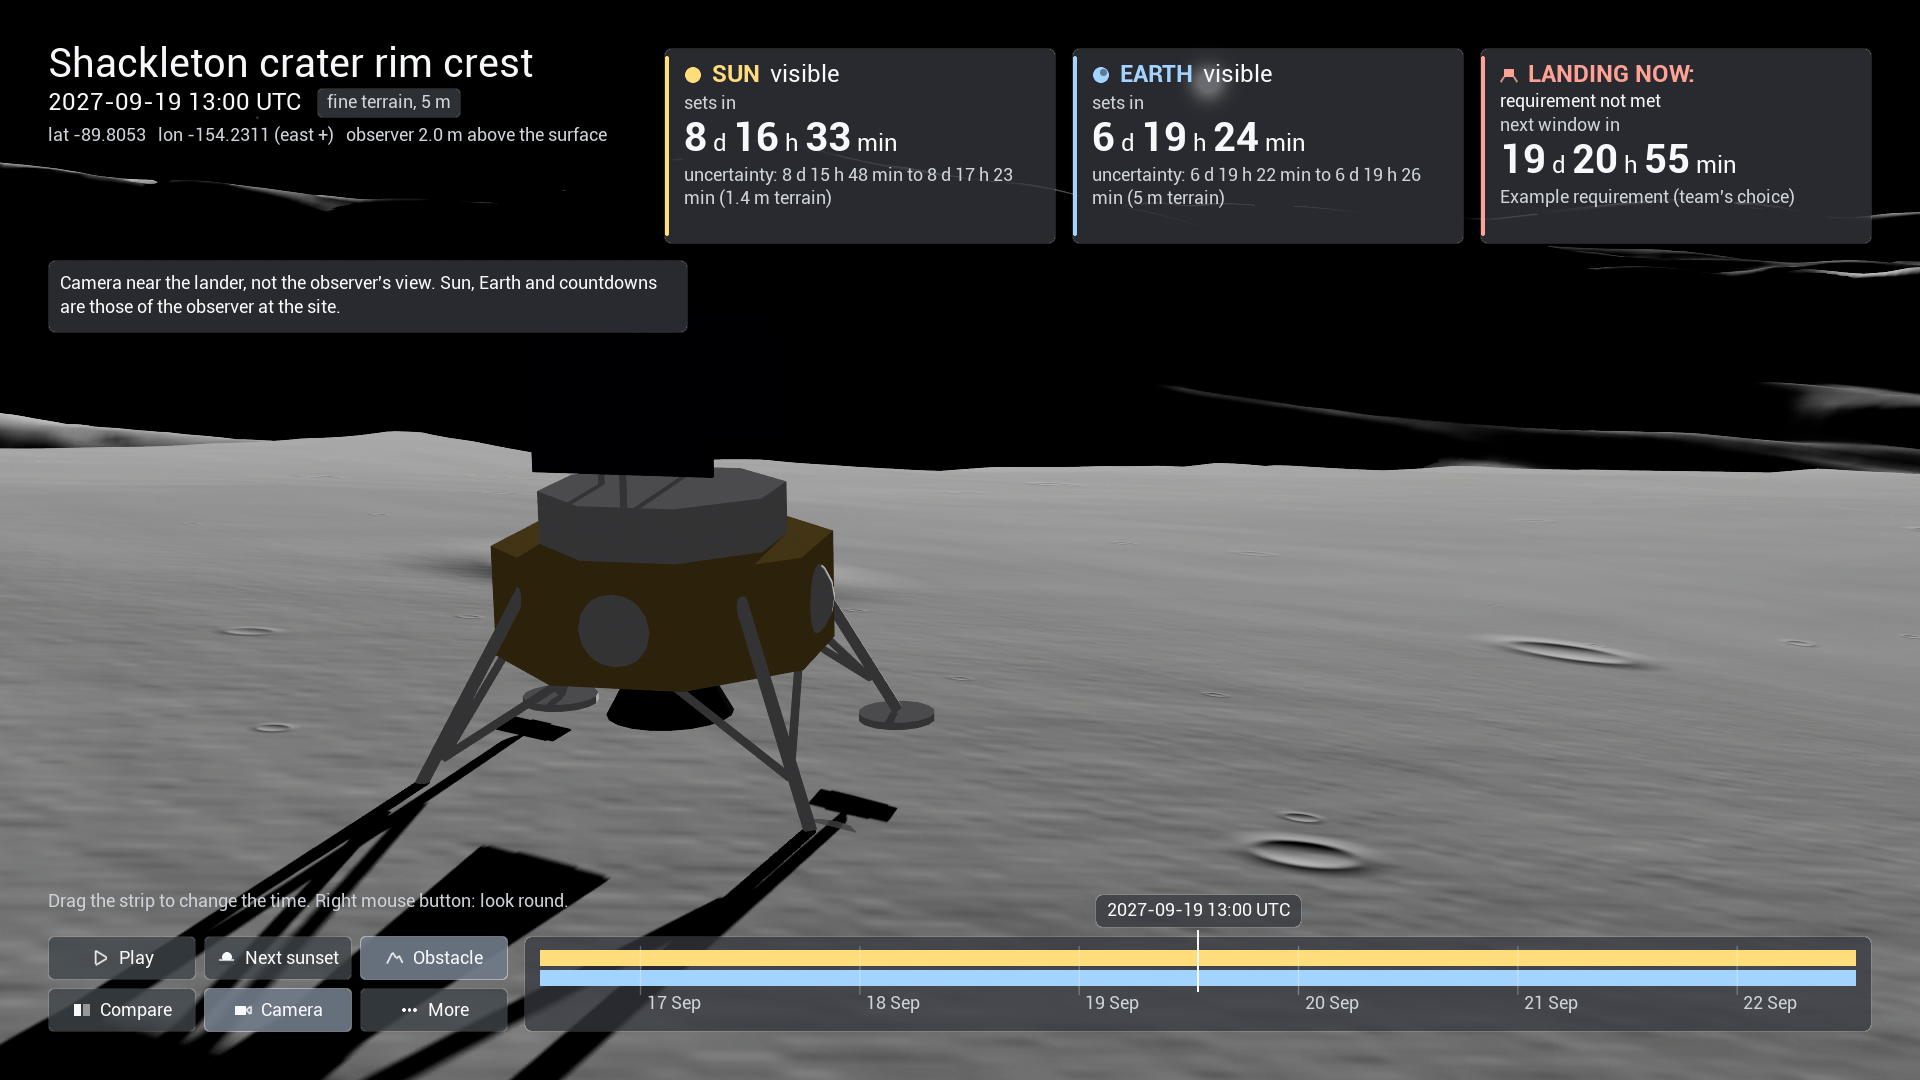 Shackleton crater rim crest
2027-09-19 13:00 UTC fine terrain, 5 m
lat -89.8053 lon -154.2311 (east +) observer 2.0 m above the surface
SUN visible
sets in
8 d 16 h 33 min
uncertainty: 8 d 15 h 48 min to 8 d 17 h 23
min (1.4 m terrain)
EARTH visible
sets in
6 d 19 h 24 min
uncertainty: 6 d 19 h 22 min to 6 d 19 h 26
min (5 m terrain)
LANDING NOW:
requirement not met
next window in
19 d 20 h 55 min
Example requirement (team's choice)
Camera near the lander, not the observer's view. Sun, Earth and countdowns
are those of the observer at the site.
Drag the strip to change the time. Right mouse button: look round.
Play
Next sunset
Obstacle
Compare
Camera
More
2027-09-19 13:00 UTC
17 Sep
18 Sep
19 Sep
20 Sep
21 Sep
22 Sep